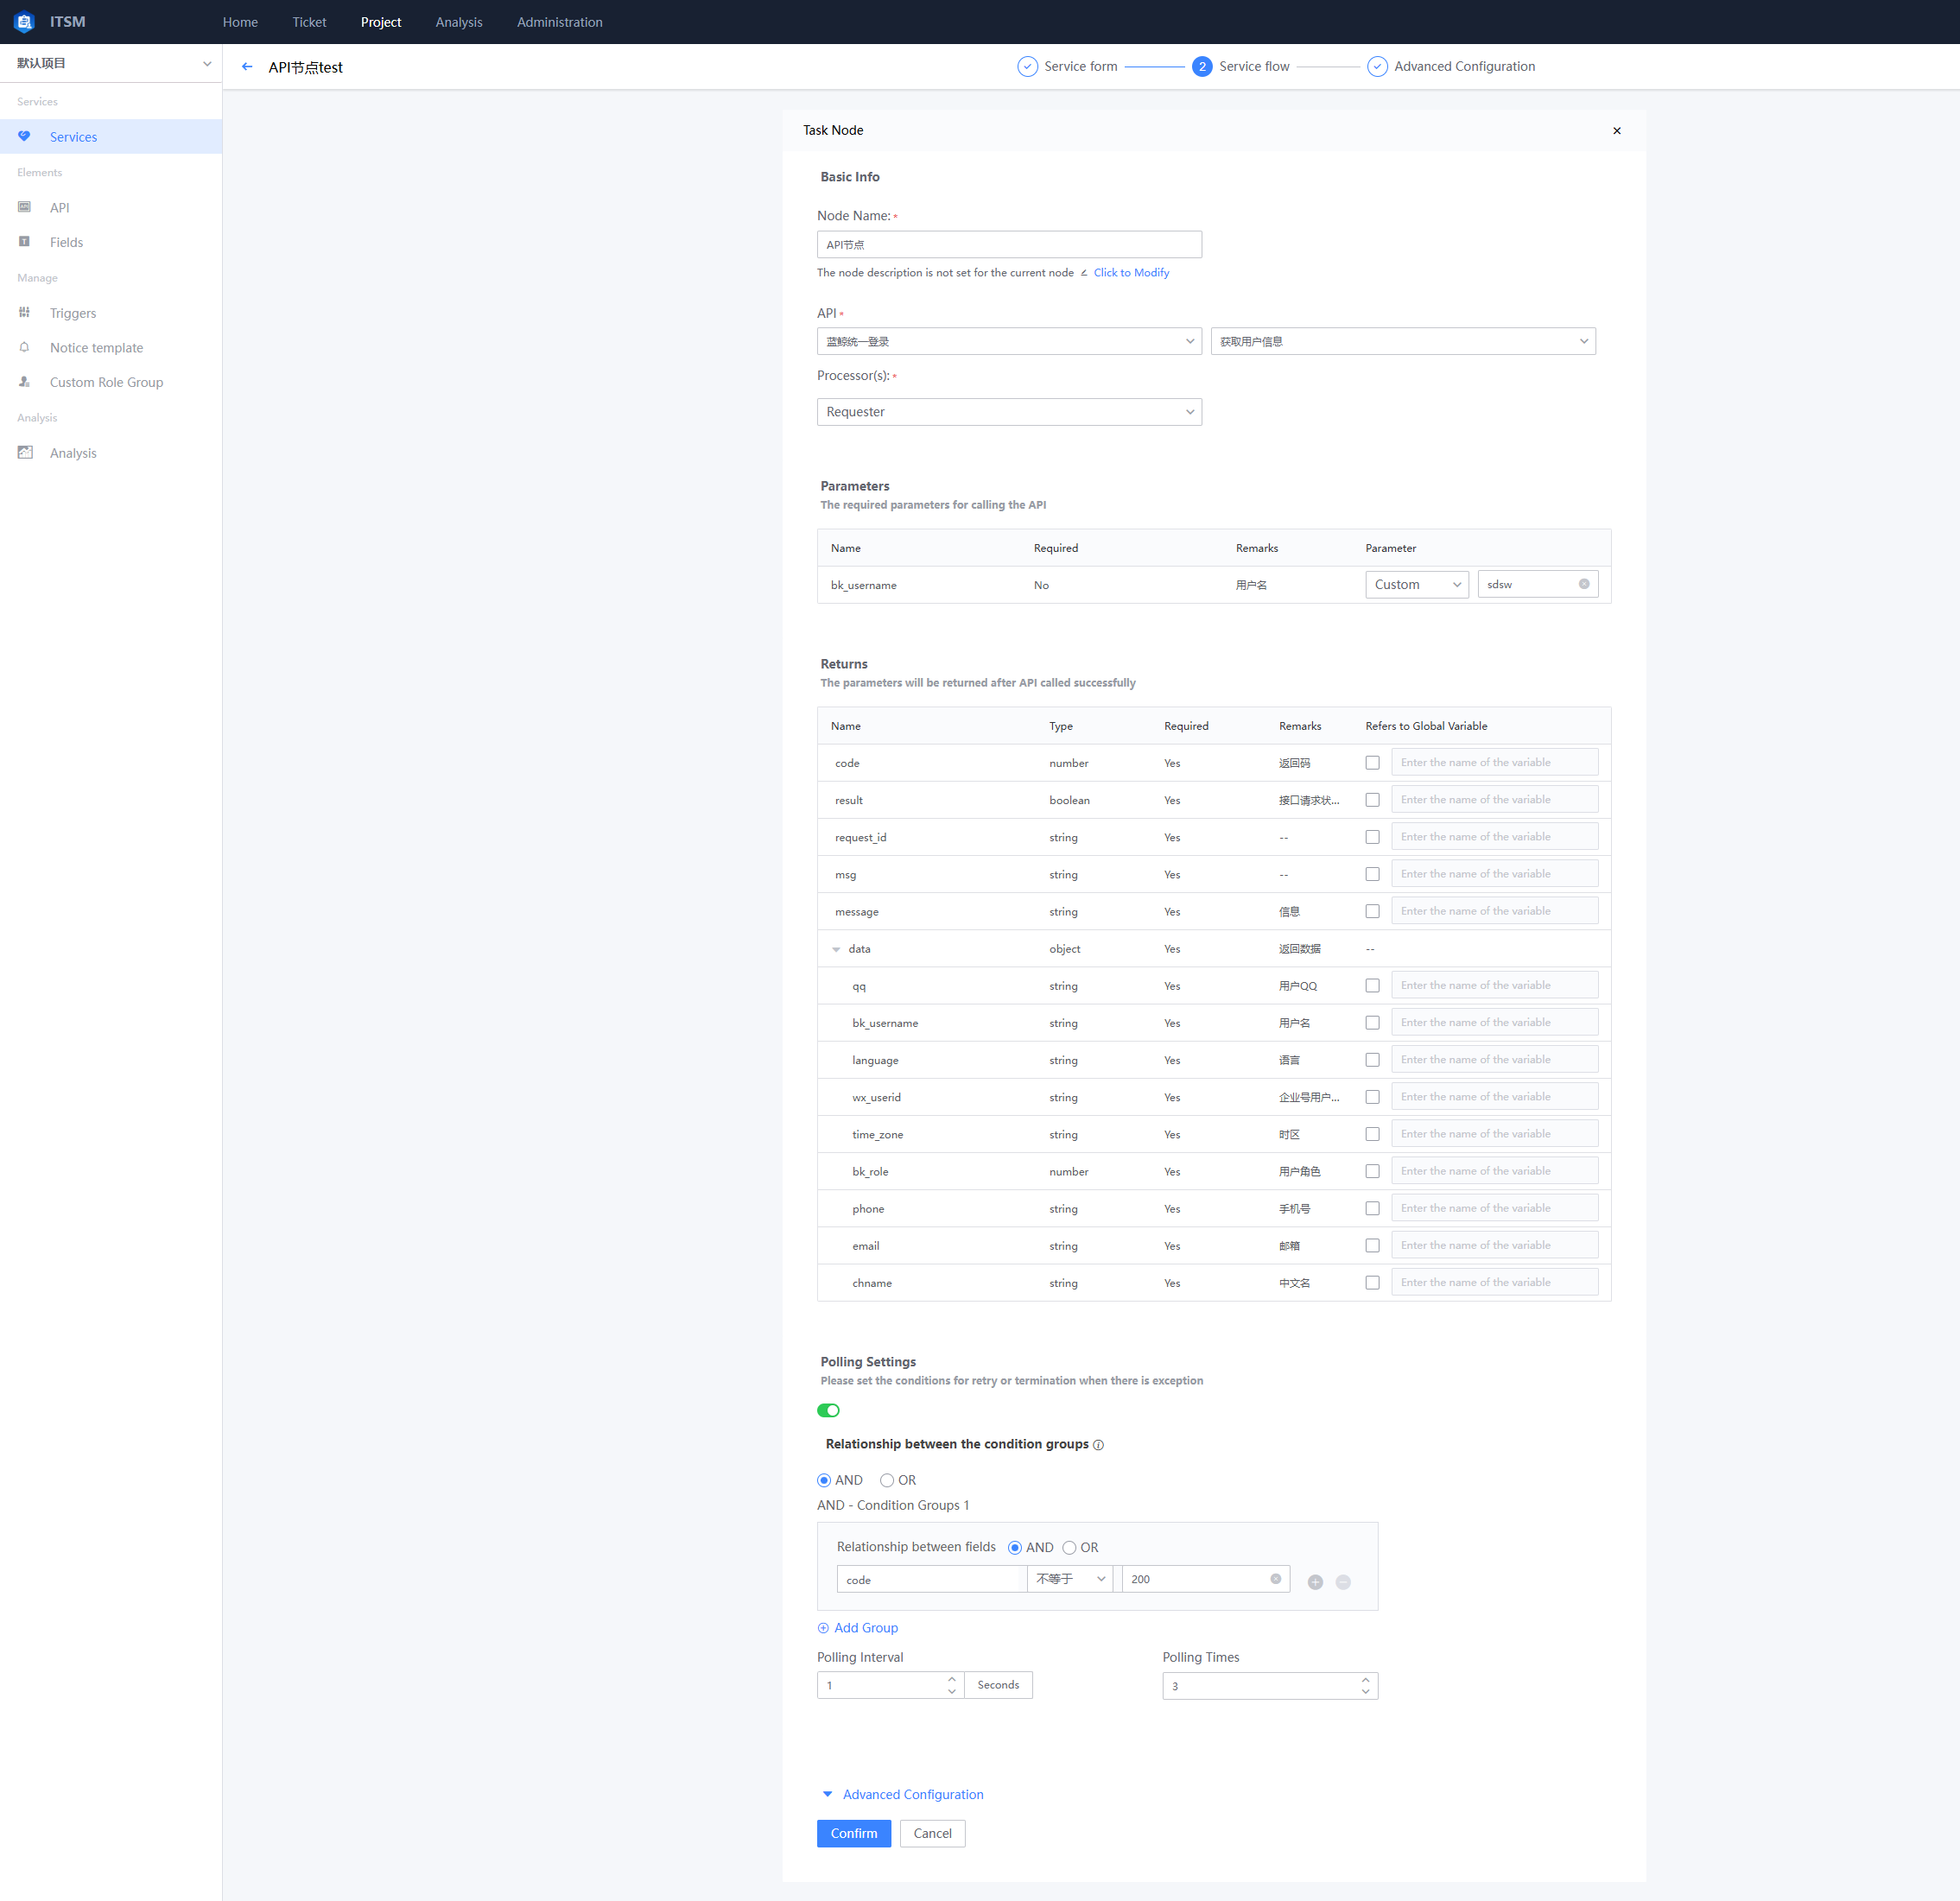 ITSM
Home Ticket Project Analysis Administration
默认项目
API节点test
Service form 2 Service flow Advanced Configuration
Services
Services
Elements
API
Fields
Manage
Triggers
Notice template
Custom Role Group
Analysis
Analysis
Task Node
Basic Info
Node Name: *
API节点
The node description is not set for the current node Click to Modify
API *
蓝鲸统一登录 获取用户信息
Processor(s): *
Requester
Parameters
The required parameters for calling the API
Name Required Remarks Parameter
bk_username No 用户名 Custom sdsw
Returns
The parameters will be returned after API called successfully
Name Type Required Remarks Refers to Global Variable
code number Yes 返回码 Enter the name of the variable
result boolean Yes 接口请求状... Enter the name of the variable
request_id string Yes -- Enter the name of the variable
msg string Yes -- Enter the name of the variable
message string Yes 信息 Enter the name of the variable
data object Yes 返回数据 --
qq string Yes 用户QQ Enter the name of the variable
bk_username string Yes 用户名 Enter the name of the variable
language string Yes 语言 Enter the name of the variable
wx_userid string Yes 企业号用户... Enter the name of the variable
time_zone string Yes 时区 Enter the name of the variable
bk_role number Yes 用户角色 Enter the name of the variable
phone string Yes 手机号 Enter the name of the variable
email string Yes 邮箱 Enter the name of the variable
chname string Yes 中文名 Enter the name of the variable
Polling Settings
Please set the conditions for retry or termination when there is exception
Relationship between the condition groups
AND OR
AND - Condition Groups 1
Relationship between fields AND OR
code 不等于 200
Add Group
Polling Interval Polling Times
1 Seconds 3
Advanced Configuration
Confirm Cancel